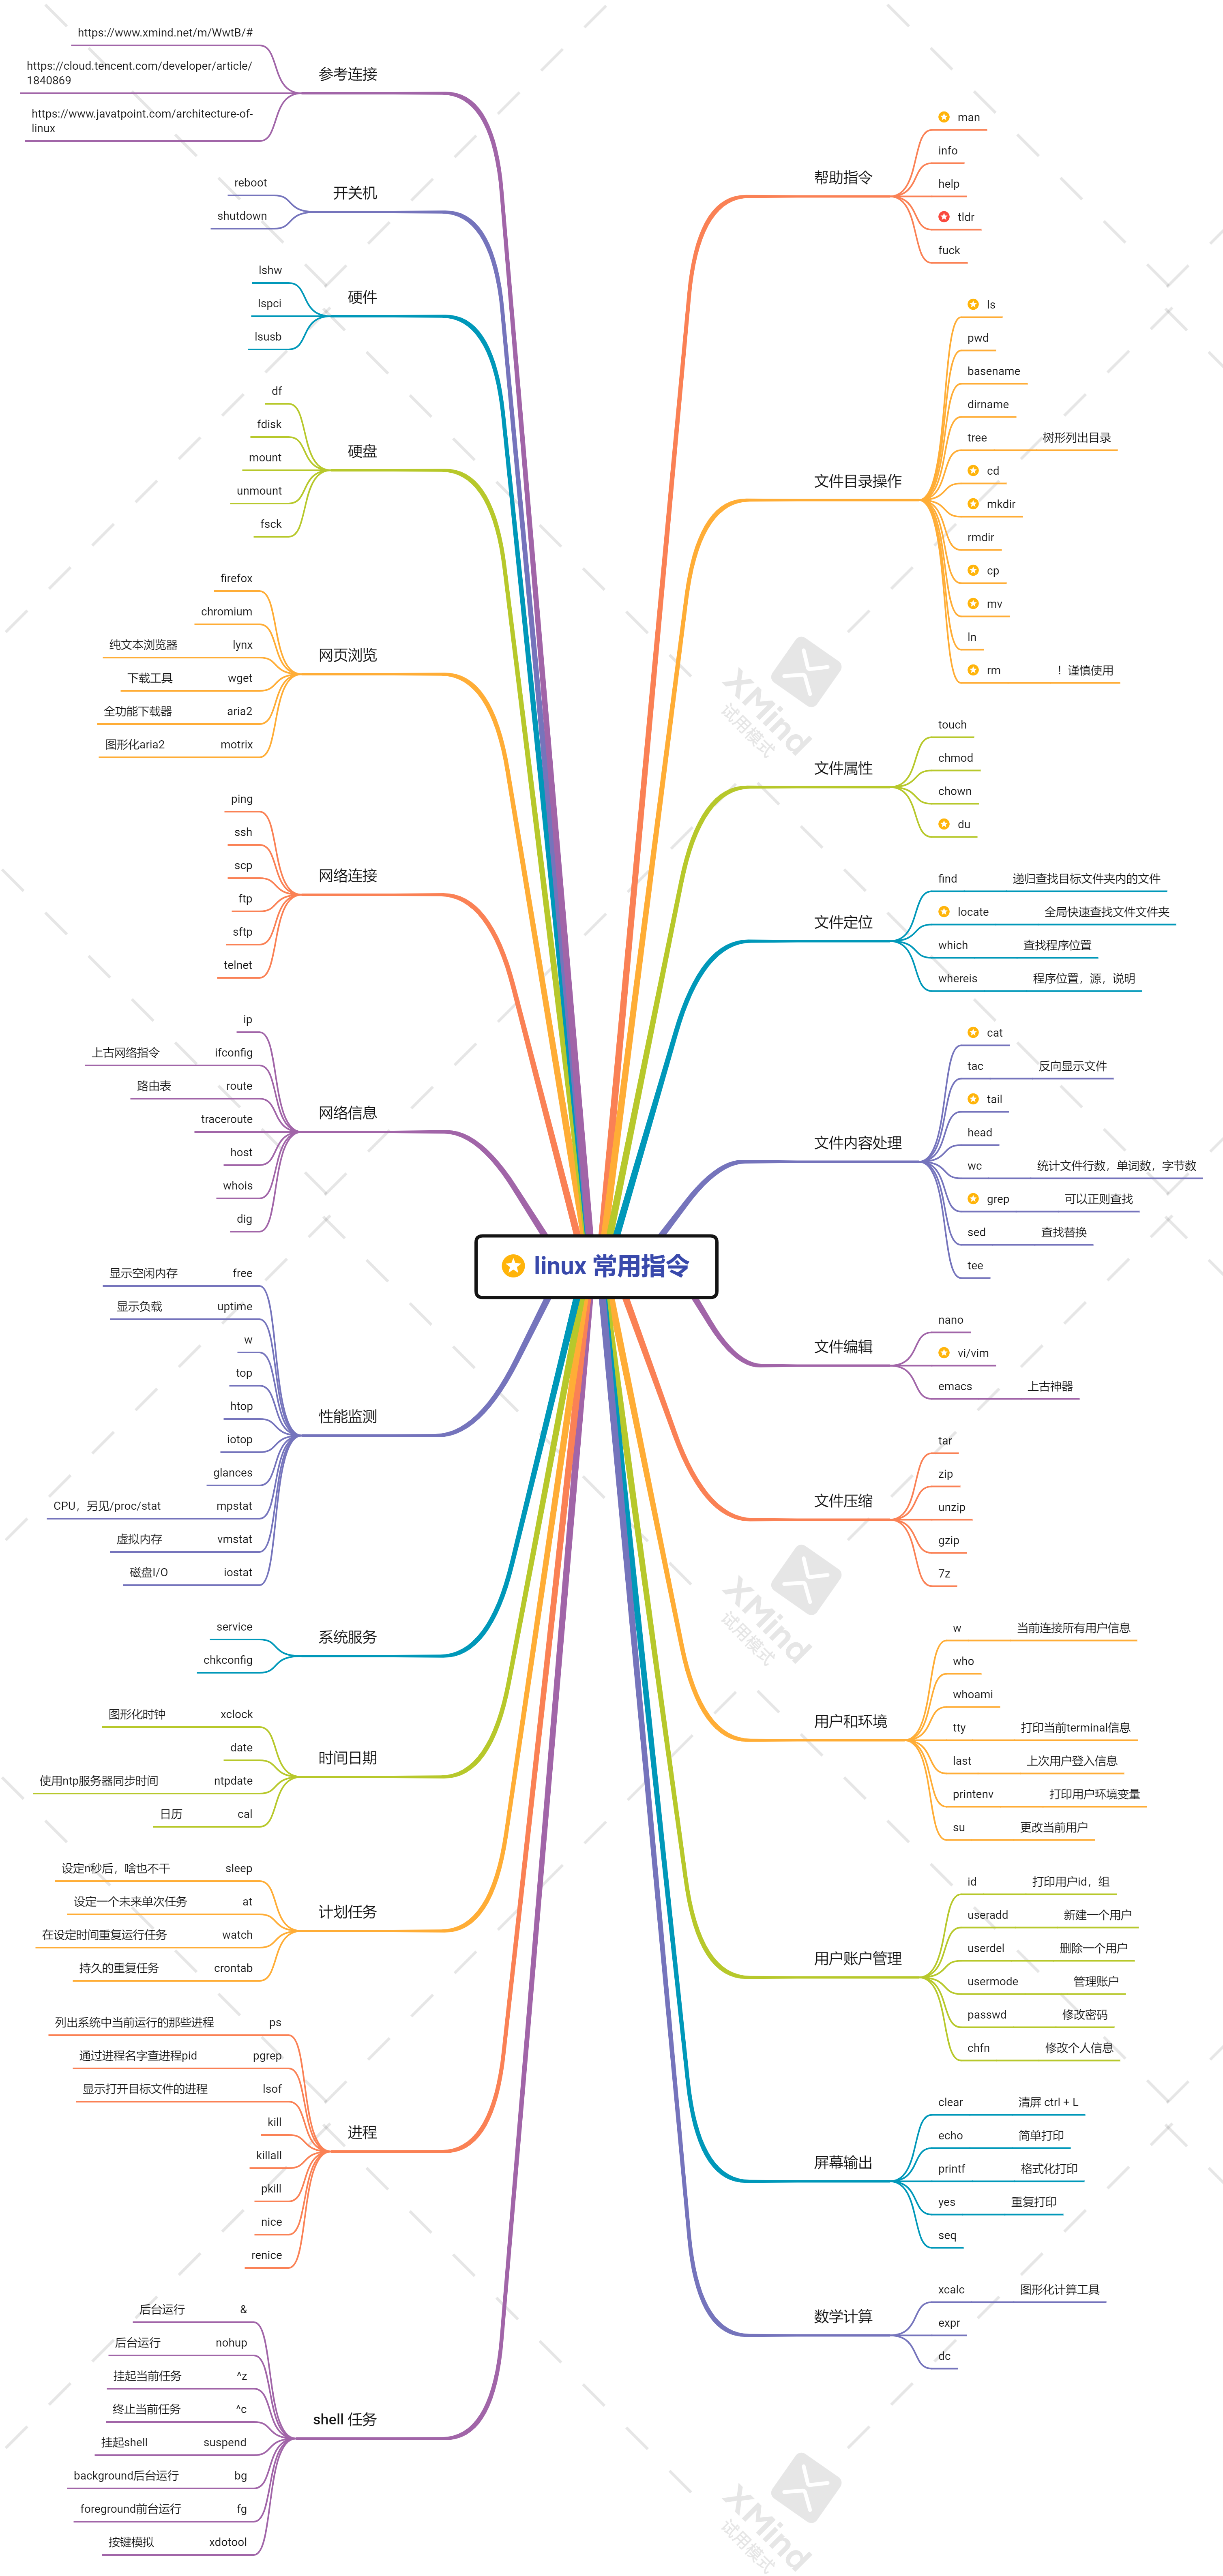 linux 常用指令
帮助指令
man
info
help
tldr
fuck
文件目录操作
ls
pwd
basename
dirname
tree 树形列出目录
cd
mkdir
rmdir
cp
mv
ln
rm ！谨慎使用
文件属性
touch
chmod
chown
du
文件定位
find 递归查找目标文件夹内的文件
locate 全局快速查找文件文件夹
which 查找程序位置
whereis 程序位置，源，说明
文件内容处理
cat
tac 反向显示文件
tail
head
wc 统计文件行数，单词数，字节数
grep 可以正则查找
sed 查找替换
tee
文件编辑
nano
vi/vim
emacs 上古神器
文件压缩
tar
zip
unzip
gzip
7z
用户和环境
w 当前连接所有用户信息
who
whoami
tty 打印当前terminal信息
last 上次用户登入信息
printenv 打印用户环境变量
su 更改当前用户
用户账户管理
id 打印用户id，组
useradd 新建一个用户
userdel 删除一个用户
usermode 管理账户
passwd 修改密码
chfn 修改个人信息
屏幕输出
clear 清屏 ctrl + L
echo 简单打印
printf 格式化打印
yes 重复打印
seq
数学计算
xcalc 图形化计算工具
expr
dc
参考连接
https://www.xmind.net/m/WwtB/#
https://cloud.tencent.com/developer/article/
1840869
https://www.javatpoint.com/architecture-of-
linux
开关机
reboot
shutdown
硬件
lshw
lspci
lsusb
硬盘
df
fdisk
mount
unmount
fsck
网页浏览
firefox
chromium
纯文本浏览器 lynx
下载工具 wget
全功能下载器 aria2
图形化aria2 motrix
网络连接
ping
ssh
scp
ftp
sftp
telnet
网络信息
ip
上古网络指令 ifconfig
路由表 route
traceroute
host
whois
dig
性能监测
显示空闲内存 free
显示负载 uptime
w
top
htop
iotop
glances
CPU，另见/proc/stat mpstat
虚拟内存 vmstat
磁盘I/O iostat
系统服务
service
chkconfig
时间日期
图形化时钟 xclock
date
使用ntp服务器同步时间 ntpdate
日历 cal
计划任务
设定n秒后，啥也不干 sleep
设定一个未来单次任务 at
在设定时间重复运行任务 watch
持久的重复任务 crontab
进程
列出系统中当前运行的那些进程 ps
通过进程名字查进程pid pgrep
显示打开目标文件的进程 lsof
kill
killall
pkill
nice
renice
shell 任务
后台运行 &
后台运行 nohup
挂起当前任务 ^z
终止当前任务 ^c
挂起shell suspend
background后台运行 bg
foreground前台运行 fg
按键模拟 xdotool
XMind
试用模式
XMind
试用模式
XMind
试用模式